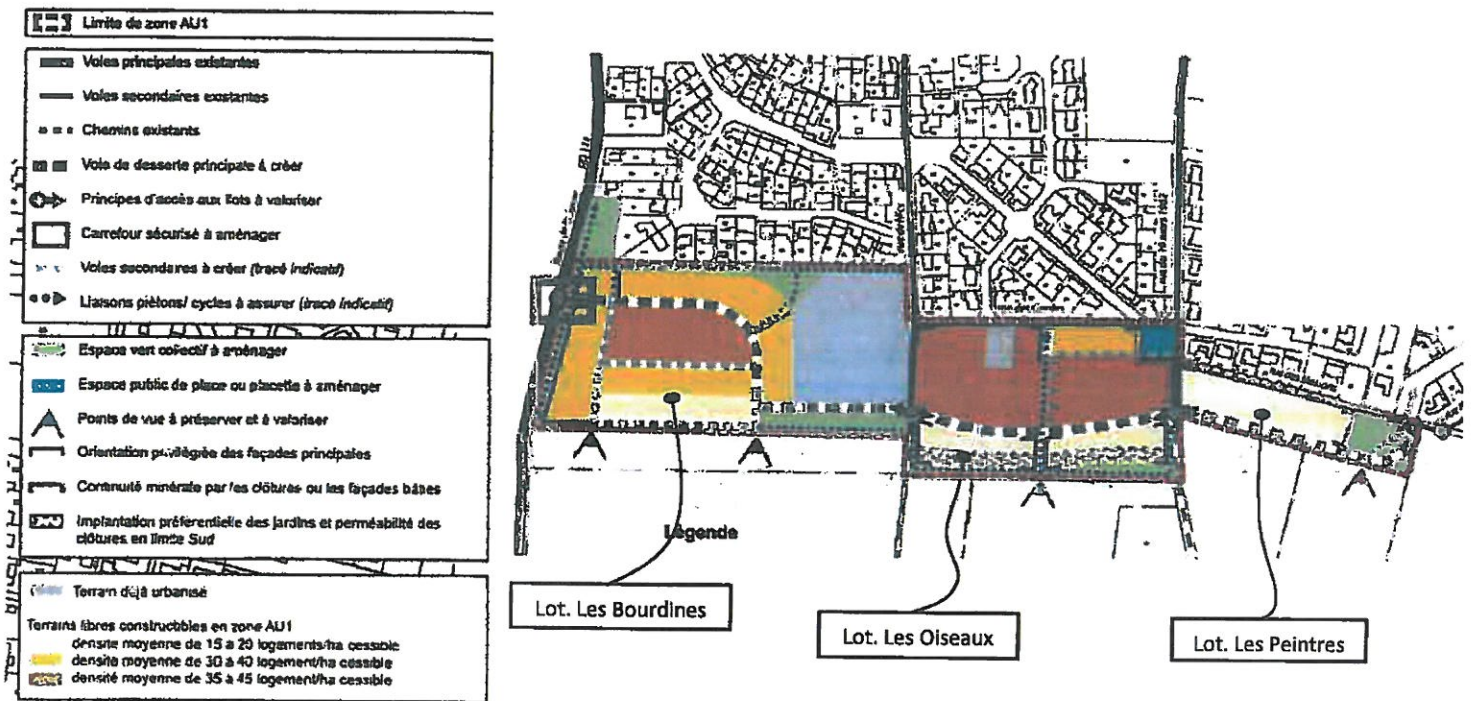 Limite de zone AU1
Voies principales existantes
Voies secondaires existantes
Chemins existants
Voie de desserte principale à créer
Principes d'accès aux îlots à valoriser
Carrefour sécurisé à aménager
Voies secondaires à créer (tracé indicatif)
Liaisons piétons/ cycles à assurer (tracé indicatif)
Espace vert collectif à aménager
Espace public de place ou placette à aménager
Points de vue à préserver et à valoriser
Orientation privilégiée des façades principales
Continuité minérale par les clôtures ou les façades bâties
Implantation préférentielle des jardins et perméabilité des
clôtures en limite Sud
Terrain déjà urbanisé
Terrains libres constructibles en zone AU1
densité moyenne de 15 à 20 logements/ha cessible
densité moyenne de 30 à 40 logement/ha cessible
densité moyenne de 35 à 45 logement/ha cessible
Légende
Lot. Les Bourdines
Lot. Les Oiseaux
Lot. Les Peintres